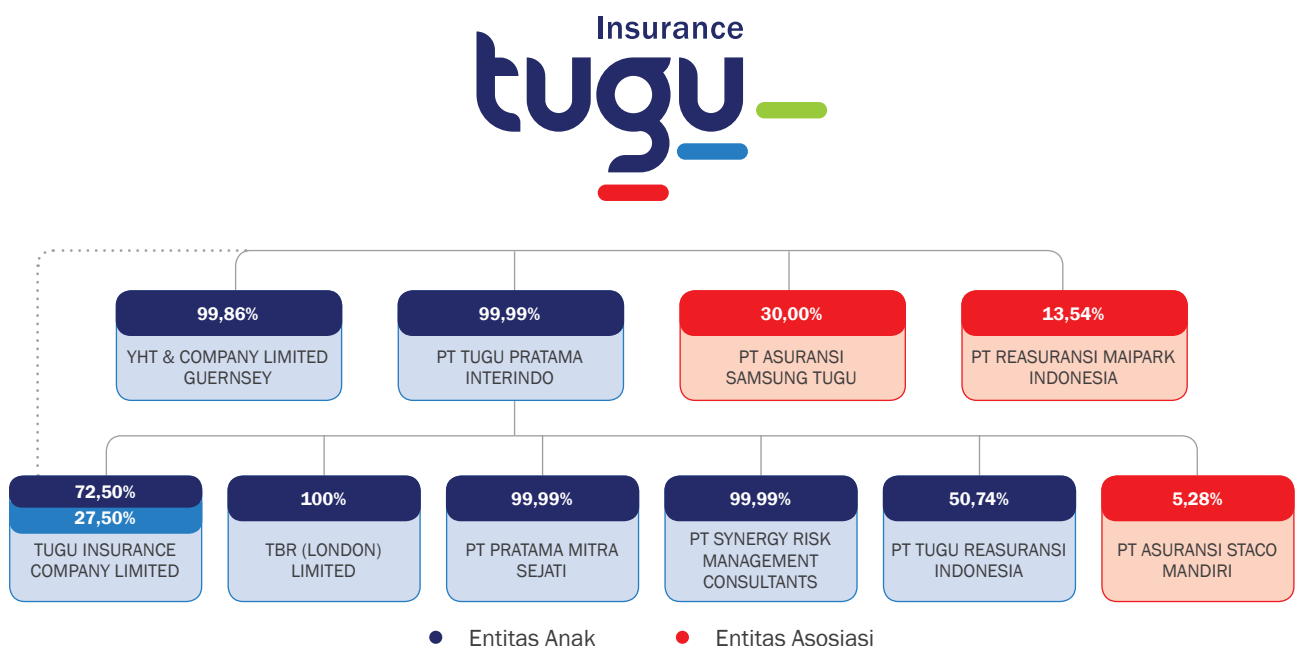 Insurance
tugu
99,86%
YHT & COMPANY LIMITED
GUERNSEY
99,99%
PT TUGU PRATAMA
INTERINDO
30,00%
PT ASURANSI
SAMSUNG TUGU
13,54%
PT REASURANSI MAIPARK
INDONESIA
72,50%
27,50%
TUGU INSURANCE
COMPANY LIMITED
100%
TBR (LONDON)
LIMITED
99,99%
PT PRATAMA MITRA
SEJATI
99,99%
PT SYNERGY RISK
MANAGEMENT
CONSULTANTS
50,74%
PT TUGU REASURANSI
INDONESIA
5,28%
PT ASURANSI STACO
MANDIRI
Entitas Anak
Entitas Asosiasi